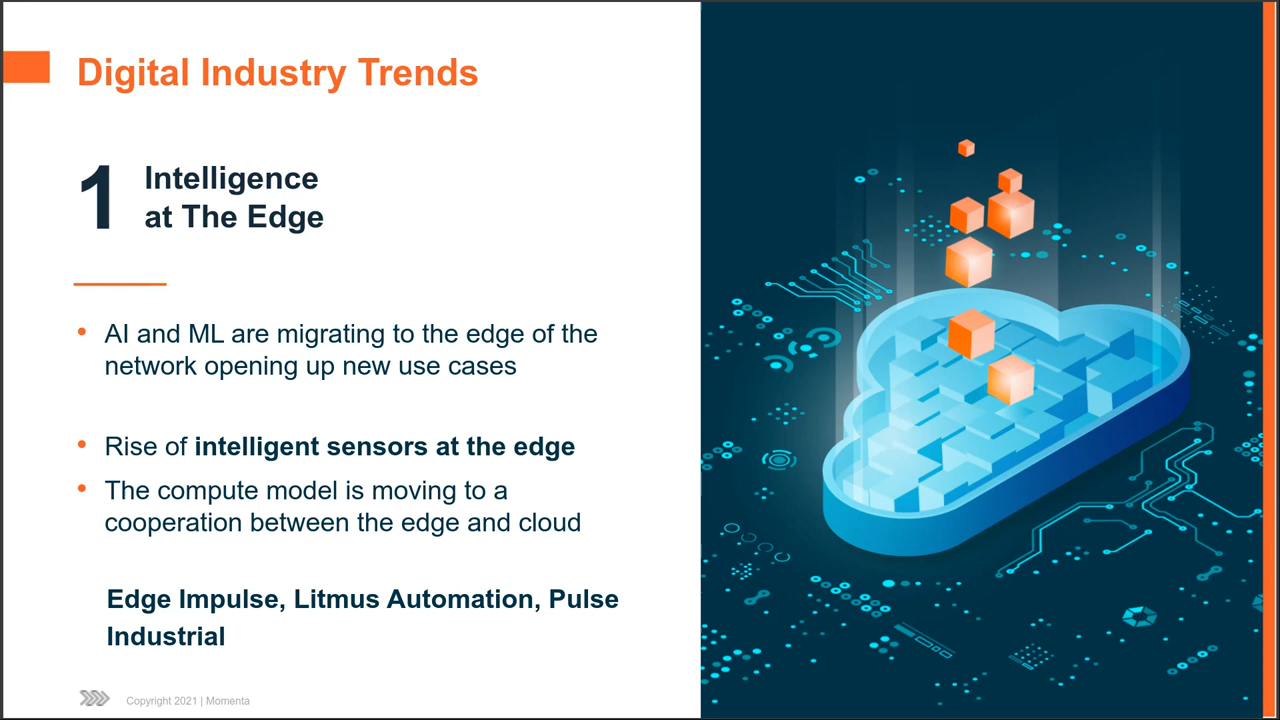 Digital Industry Trends
1
Intelligence
at The Edge
• AI and ML are migrating to the edge of the
network opening up new use cases
• Rise of intelligent sensors at the edge
• The compute model is moving to a
cooperation between the edge and cloud
Edge Impulse, Litmus Automation, Pulse
Industrial
Copyright 2021 | Momenta